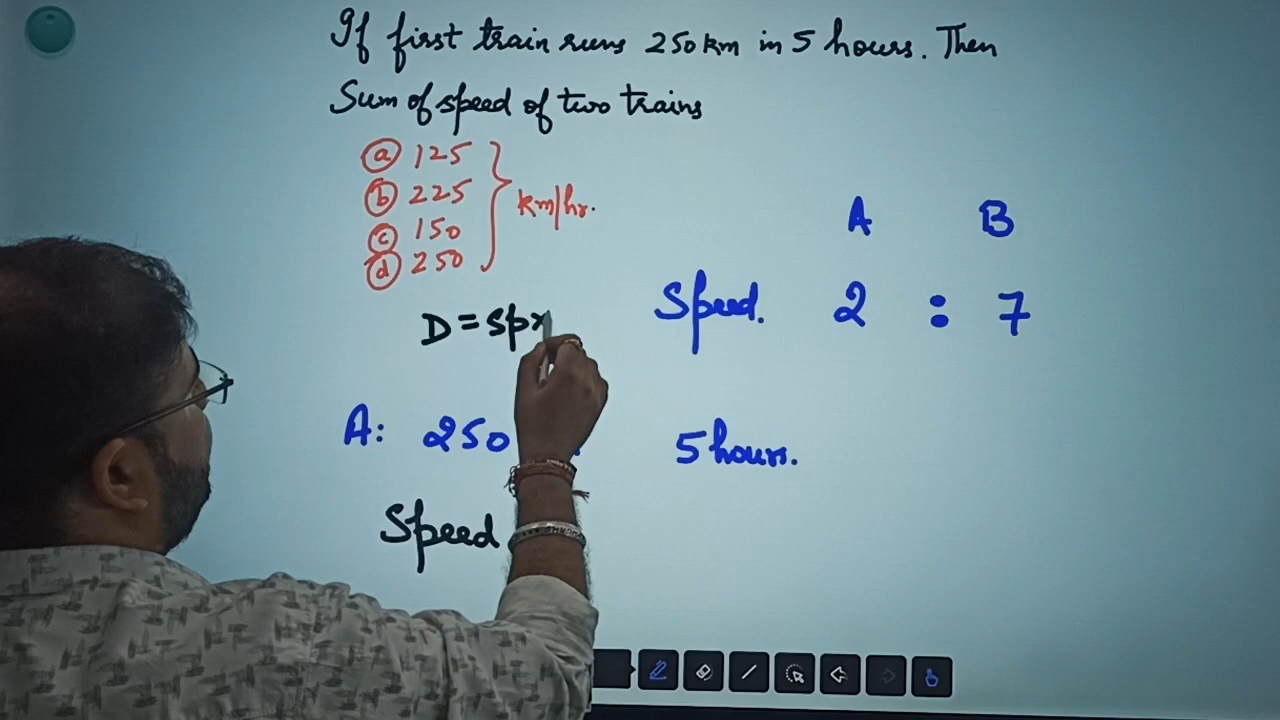 If first train runs 250 km in 5 hours. Then
Sum of speed of two trains
(a) 125
(b) 225
(c) 150
(d) 250
km/hr.
A B
Speed. 2 : 7
D = Sp×
A: 250 5 hours.
Speed